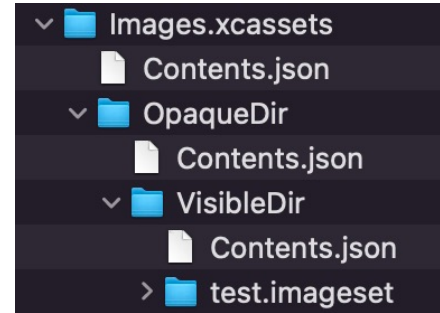 Images.xcassets
Contents.json
OpaqueDir
Contents.json
VisibleDir
Contents.json
test.imageset